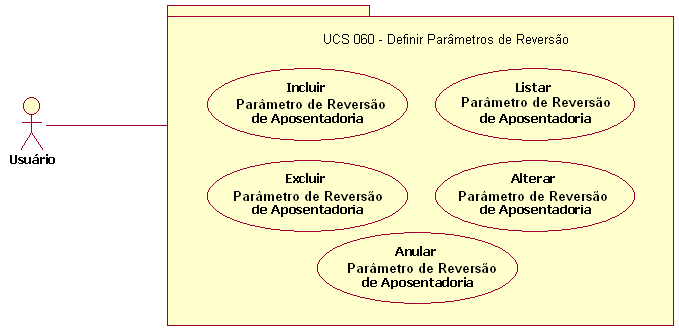 UCS 060 - Definir Parâmetros de Reversão
Incluir
Parâmetro de Reversão
de Aposentadoria
Listar
Parâmetro de Reversão
de Aposentadoria
Usuário
Excluir
Parâmetro de Reversão
de Aposentadoria
Alterar
Parâmetro de Reversão
de Aposentadoria
Anular
Parâmetro de Reversão
de Aposentadoria